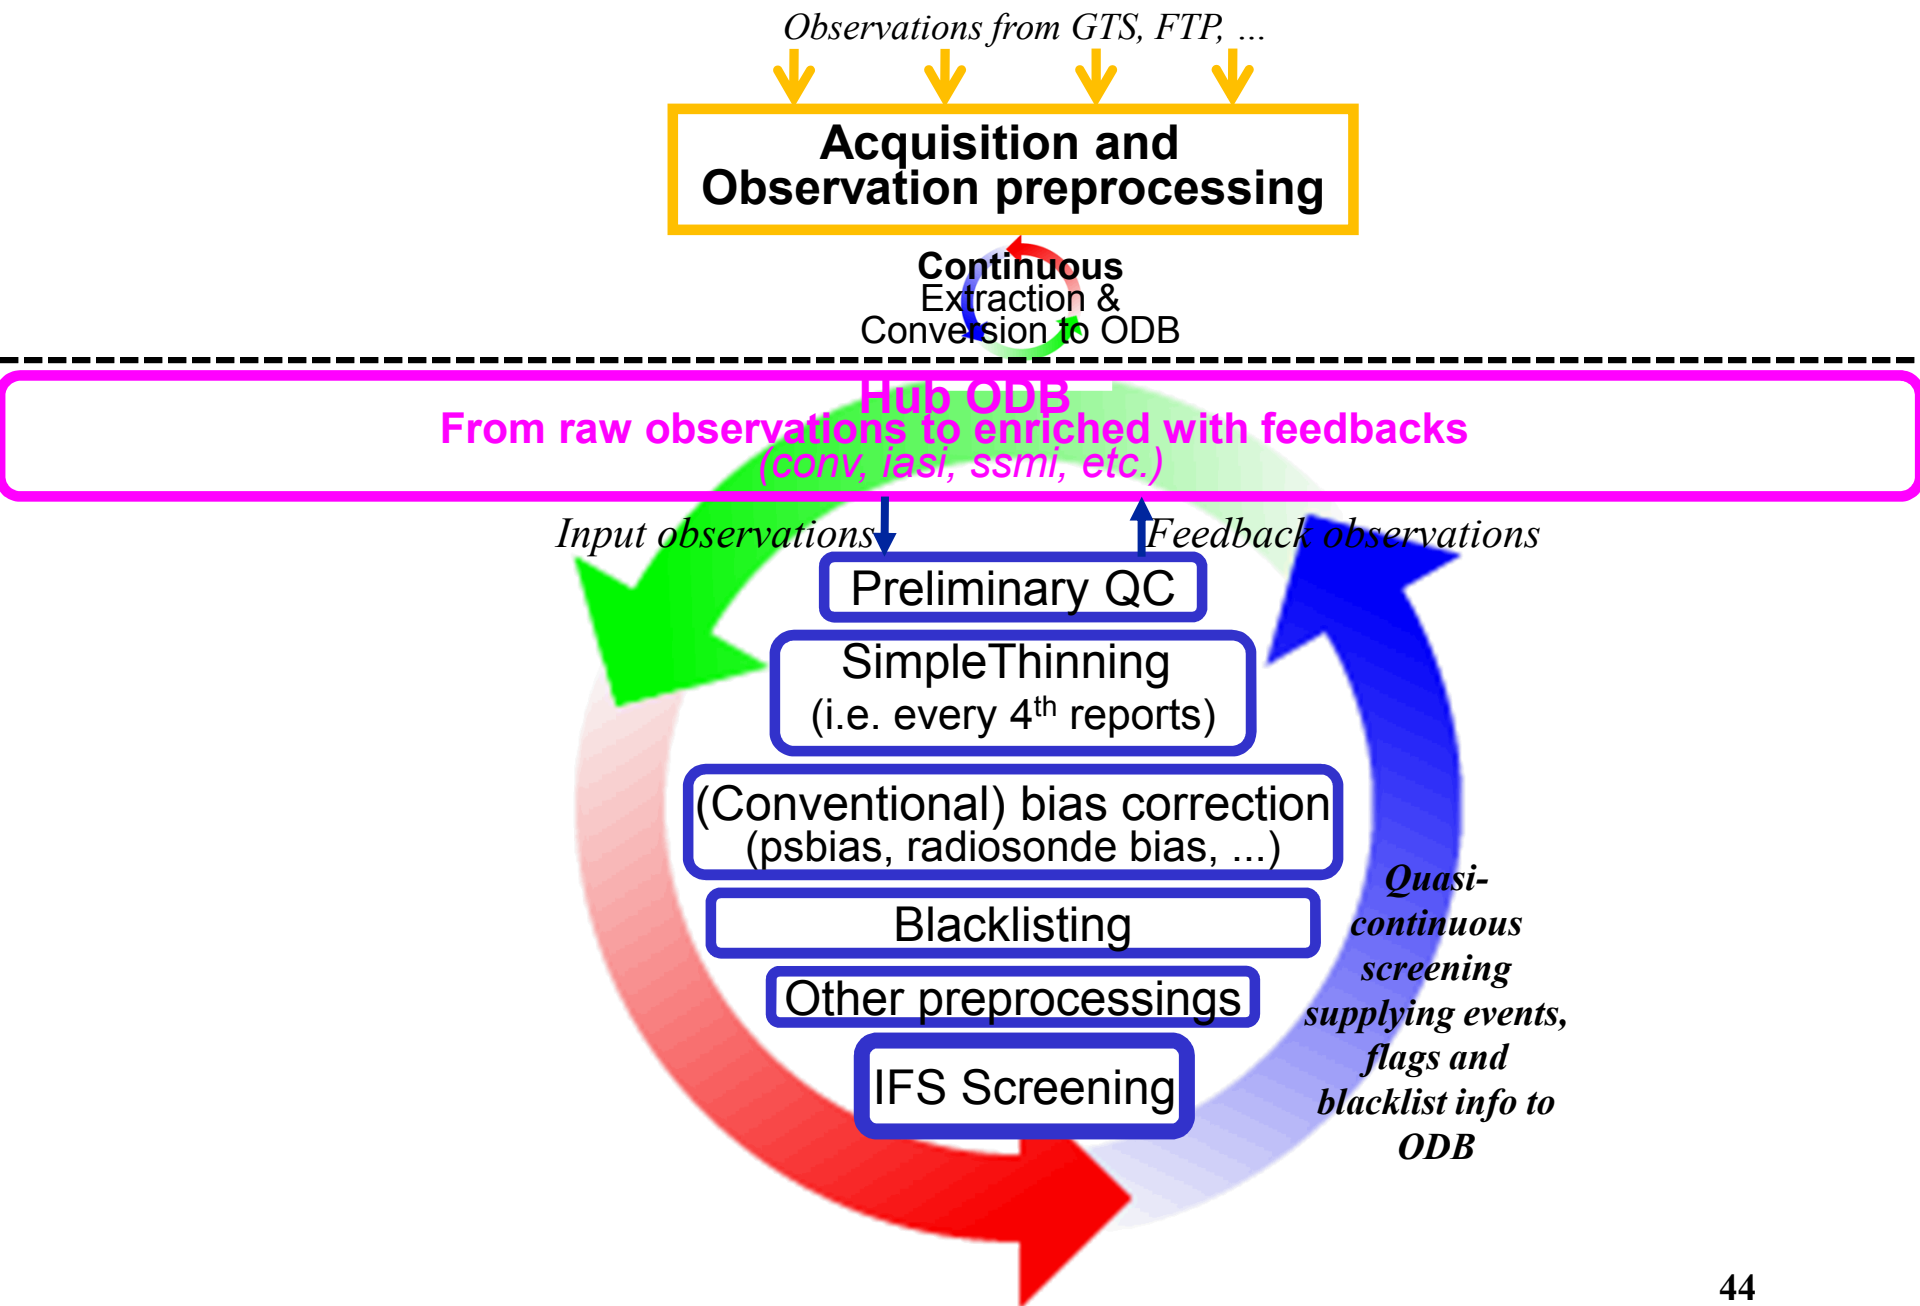 Observations from GTS, FTP, ...
Acquisition and
Observation preprocessing
Continuous
Extraction &
Conversion to ODB
Hub ODB
From raw observations to enriched with feedbacks
(conv, iasi, ssmi, etc.)
Input observations
Feedback observations
Preliminary QC
SimpleThinning
(i.e. every 4th reports)
(Conventional) bias correction
(psbias, radiosonde bias, ...)
Blacklisting
Other preprocessings
IFS Screening
Quasi-
continuous
screening
supplying events,
flags and
blacklist info to
ODB
44